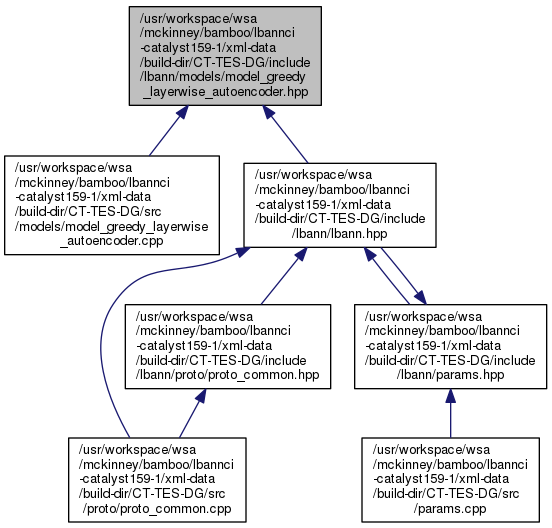 /usr/workspace/wsa
/mckinney/bamboo/lbannci
-catalyst159-1/xml-data
/build-dir/CT-TES-DG/include
/lbann/models/model_greedy
_layerwise_autoencoder.hpp
/usr/workspace/wsa
/mckinney/bamboo/lbannci
-catalyst159-1/xml-data
/build-dir/CT-TES-DG/src
/models/model_greedy_layerwise
_autoencoder.cpp
/usr/workspace/wsa
/mckinney/bamboo/lbannci
-catalyst159-1/xml-data
/build-dir/CT-TES-DG/include
/lbann/lbann.hpp
/usr/workspace/wsa
/mckinney/bamboo/lbannci
-catalyst159-1/xml-data
/build-dir/CT-TES-DG/include
/lbann/proto/proto_common.hpp
/usr/workspace/wsa
/mckinney/bamboo/lbannci
-catalyst159-1/xml-data
/build-dir/CT-TES-DG/include
/lbann/params.hpp
/usr/workspace/wsa
/mckinney/bamboo/lbannci
-catalyst159-1/xml-data
/build-dir/CT-TES-DG/src
/proto/proto_common.cpp
/usr/workspace/wsa
/mckinney/bamboo/lbannci
-catalyst159-1/xml-data
/build-dir/CT-TES-DG/src
/params.cpp